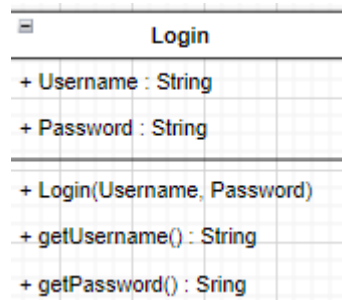 Login
+ Username : String
+ Password : String
+ Login(Username, Password)
+ getUsername() : String
+ getPassword() : Sring